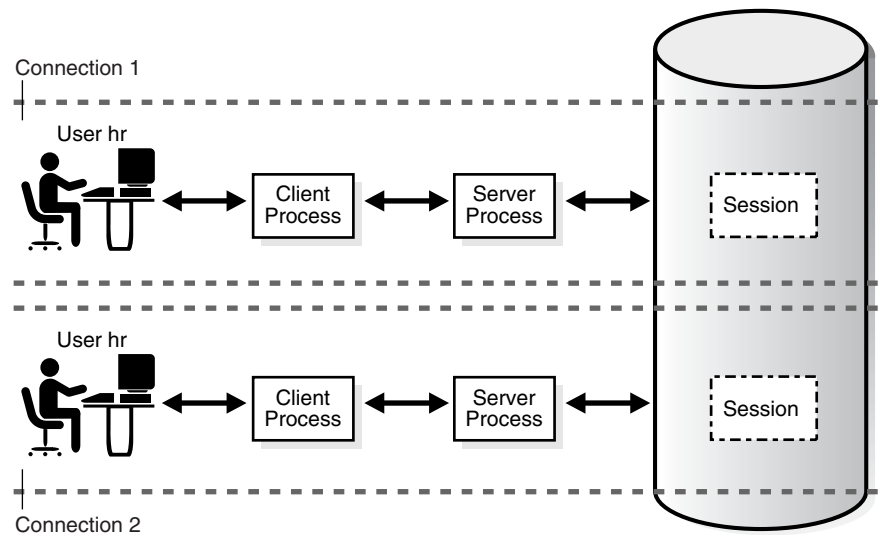 Connection 1
User hr
Client
Process
Server
Process
Session
User hr
Client
Process
Server
Process
Session
Connection 2